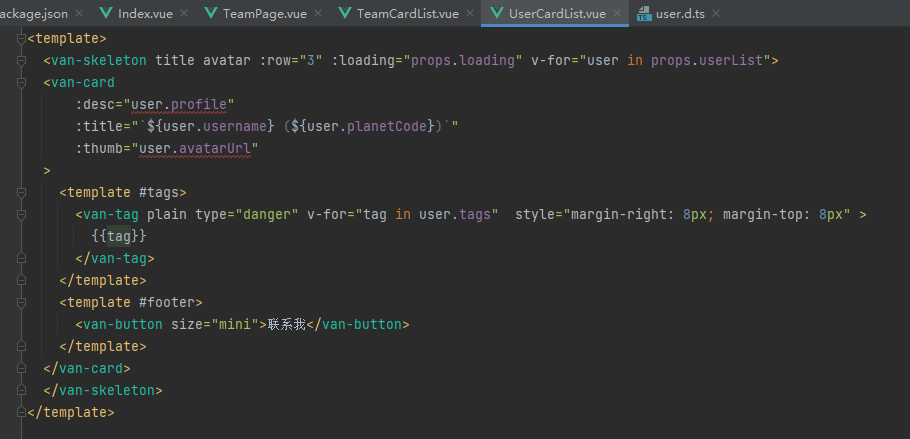 ackage.json Index.vue TeamPage.vue TeamCardList.vue UserCardList.vue user.d.ts
<template>
  <van-skeleton title avatar :row="3" :loading="props.loading" v-for="user in props.userList">
  <van-card
      :desc="user.profile"
      :title="`${user.username} (${user.planetCode})`"
      :thumb="user.avatarUrl"
  >
    <template #tags>
      <van-tag plain type="danger" v-for="tag in user.tags"  style="margin-right: 8px; margin-top: 8px" >
        {{tag}}
      </van-tag>
    </template>
    <template #footer>
      <van-button size="mini">联系我</van-button>
    </template>
  </van-card>
  </van-skeleton>
</template>